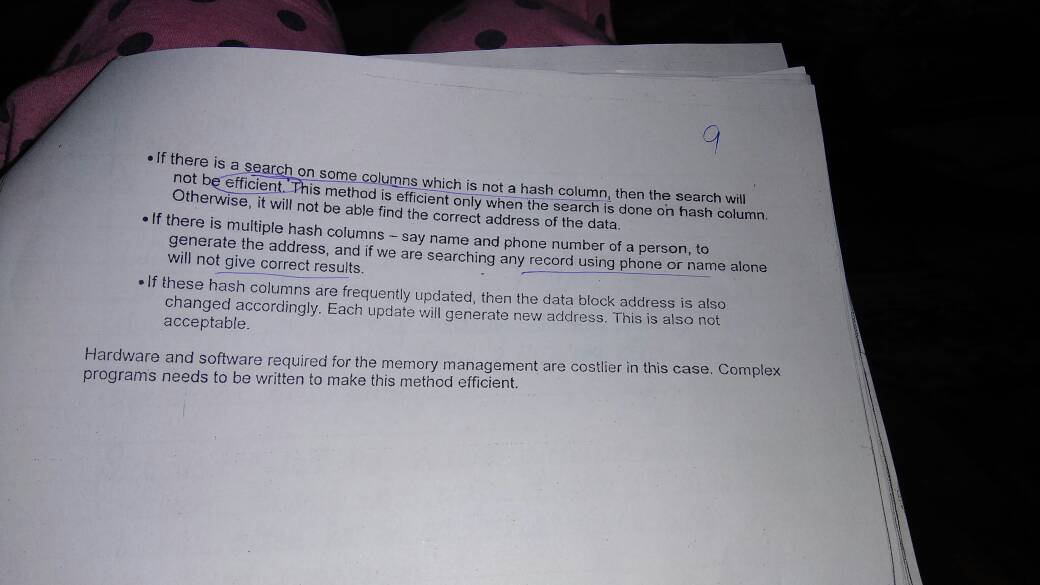 9
• If there is a search on some columns which is not a hash column, then the search will
not be efficient. This method is efficient only when the search is done on hash column.
Otherwise, it will not be able find the correct address of the data.
• If there is multiple hash columns – say name and phone number of a person, to
generate the address, and if we are searching any record using phone or name alone
will not give correct results.
• If these hash columns are frequently updated, then the data block address is also
changed accordingly. Each update will generate new address. This is also not
acceptable.
Hardware and software required for the memory management are costlier in this case. Complex
programs needs to be written to make this method efficient.